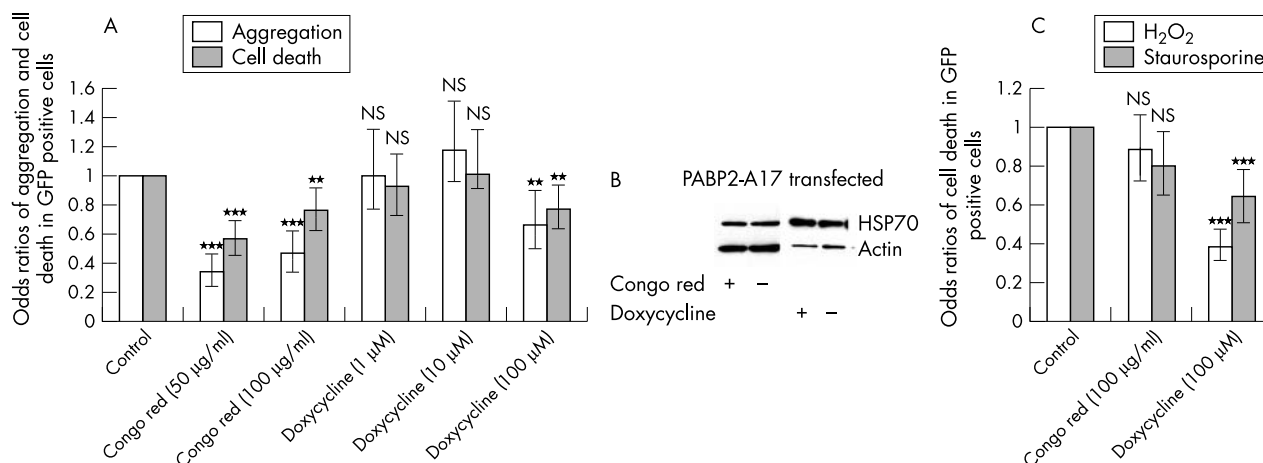 A
Aggregation
Cell death
Odds ratios of aggregation and cell
death in GFP positive cells
1.6
1.4
1.2
1
0.8
0.6
0.4
0.2
0
★★★
★★★
★★★
★★
NS
NS
NS
NS
★★
★★
Control
Congo red (50 µg/ml)
Congo red (100 µg/ml)
Doxycycline (1 µM)
Doxycycline (10 µM)
Doxycycline (100 µM)
B
PABP2-A17 transfected
HSP70
Actin
Congo red + −
Doxycycline + −
C
H₂O₂
Staurosporine
Odds ratios of cell death in GFP
positive cells
1.2
1
0.8
0.6
0.4
0.2
0
NS
NS
★★★
★★★
Control
Congo red (100 µg/ml)
Doxycycline (100 µM)